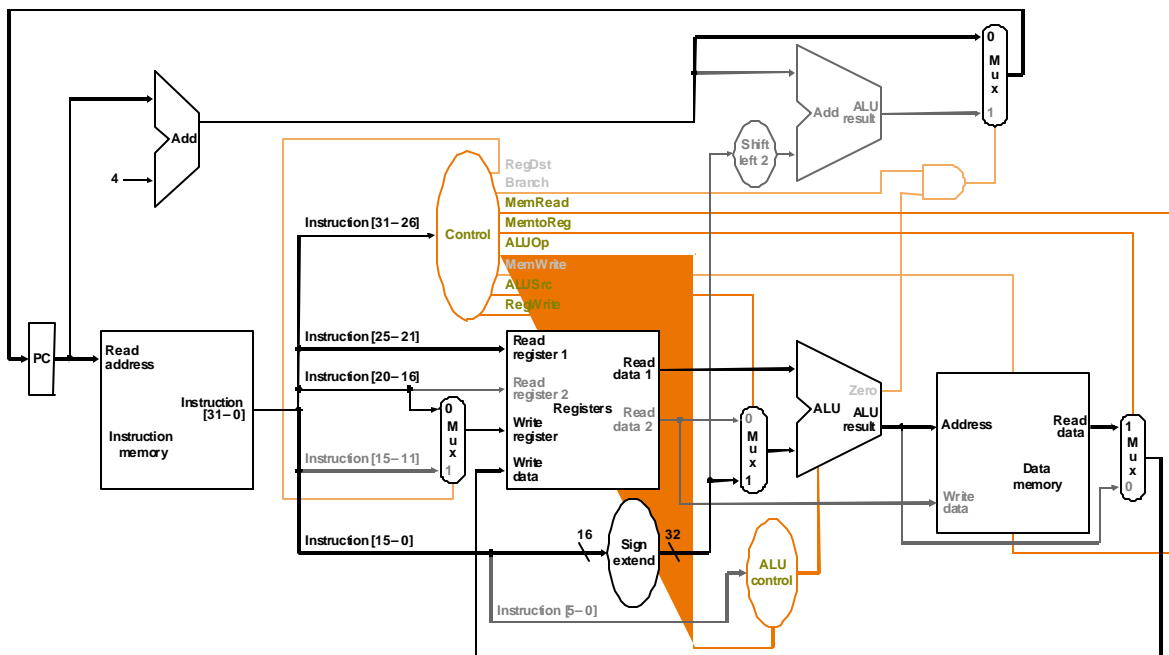 0
M
u
x
1
Add
ALU
result
Add
Shift
left 2
4
RegDst
Branch
MemRead
MemtoReg
ALUOp
MemWrite
ALUSrc
RegWrite
Instruction [31–26]
Control
PC
Read
address
Instruction
[31–0]
Instruction
memory
Instruction [25–21]
Instruction [20–16]
Instruction [15–11]
0
M
u
x
1
Read
register 1
Read
register 2
Write
register
Write
data
Registers
Read
data 1
Read
data 2
0
M
u
x
1
Zero
ALU
ALU
result
Address
Read
data
Data
memory
Write
data
1
M
u
x
0
Instruction [15–0]
16
Sign
extend
32
ALU
control
Instruction [5–0]